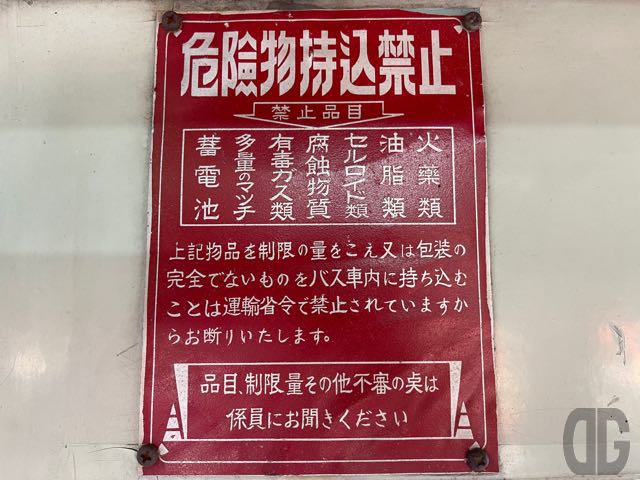 危險物持込禁止
禁止品目
火藥類
油脂類
セルロイド類
腐蝕物質
有毒ガス類
多量のマッチ
蓄電池
上記物品を制限の量をこえ又は包装の
完全でないものをバス車内に持ち込む
ことは運輸省令で禁止されていますか
らお断りいたします。
品目、制限量その他不審の奌は
係員にお聞きください
DG